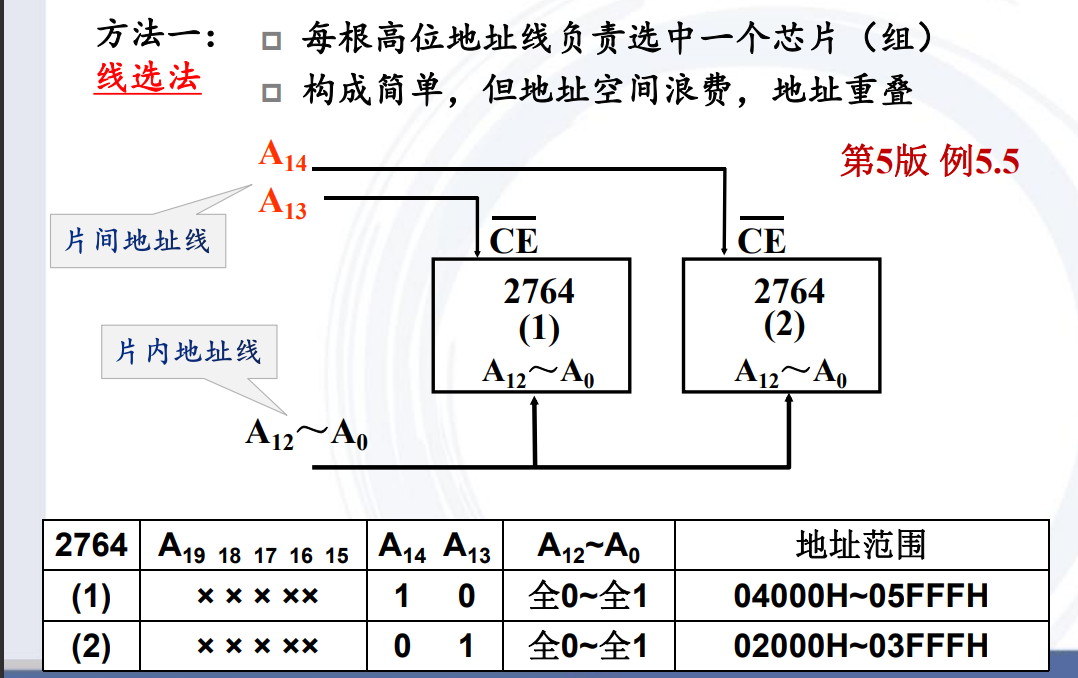 方法一： □ 每根高位地址线负责选中一个芯片（组）
线选法 □ 构成简单，但地址空间浪费，地址重叠
第5版 例5.5
A14
A13
片间地址线
CE CE
2764 2764
(1) (2)
A12～A0 A12～A0
片内地址线
A12～A0
2764 A19 18 17 16 15 A14 A13 A12~A0 地址范围
(1) × × × ×× 1 0 全0~全1 04000H~05FFFH
(2) × × × ×× 0 1 全0~全1 02000H~03FFFH